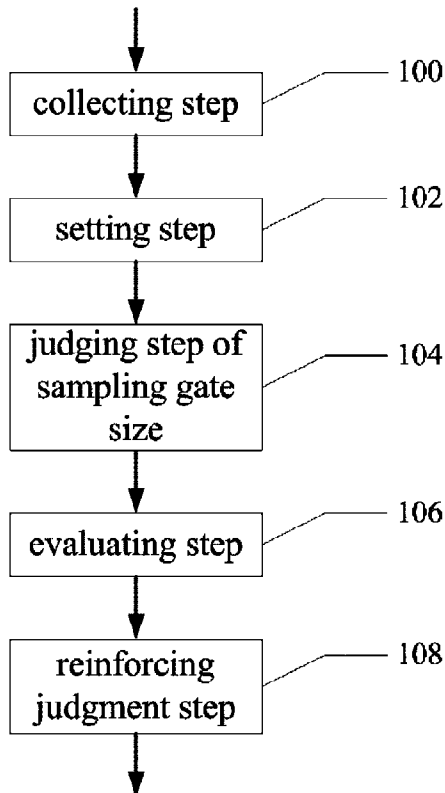 collecting step
100
setting step
102
judging step of
sampling gate
size
104
evaluating step
106
reinforcing
judgment step
108